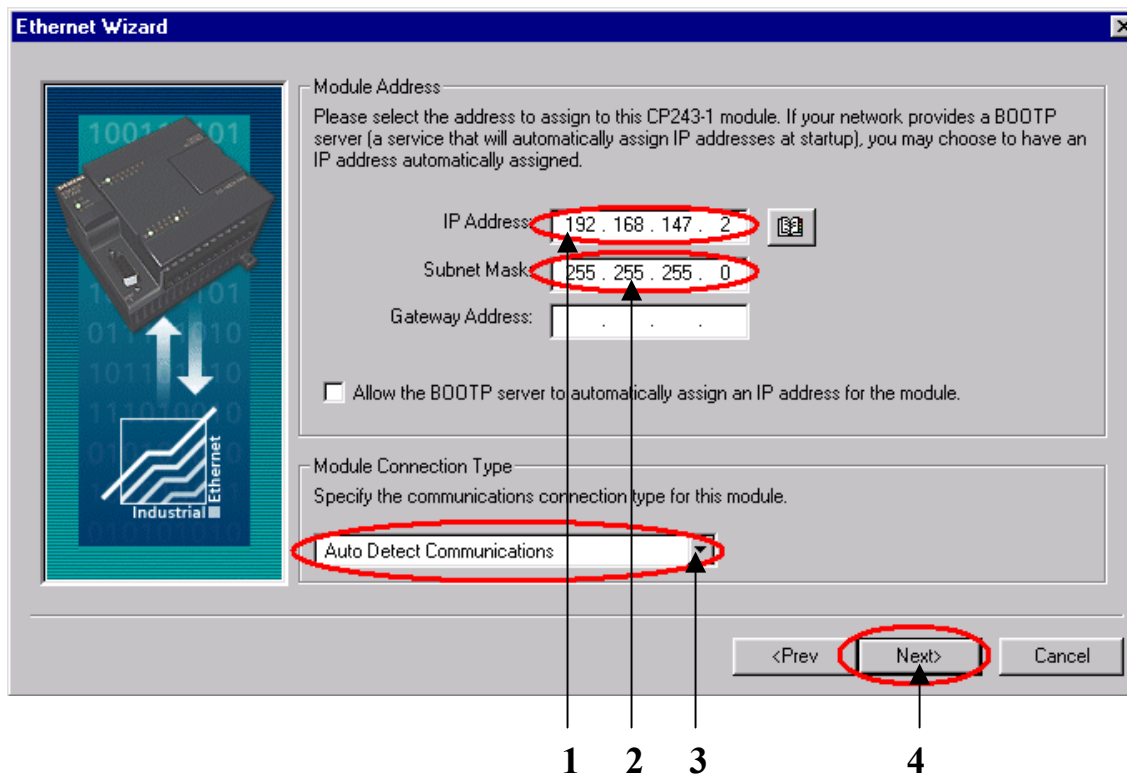 Ethernet Wizard
Module Address
Please select the address to assign to this CP243-1 module. If your network provides a BOOTP
server (a service that will automatically assign IP addresses at startup), you may choose to have an
IP address automatically assigned.
IP Address: 192 . 168 . 147 . 2
Subnet Mask: 255 . 255 . 255 . 0
Gateway Address: . . .
Allow the BOOTP server to automatically assign an IP address for the module.
Module Connection Type
Specify the communications connection type for this module.
Auto Detect Communications
Industrial
Ethernet
<Prev
Next>
Cancel
1 2 3 4